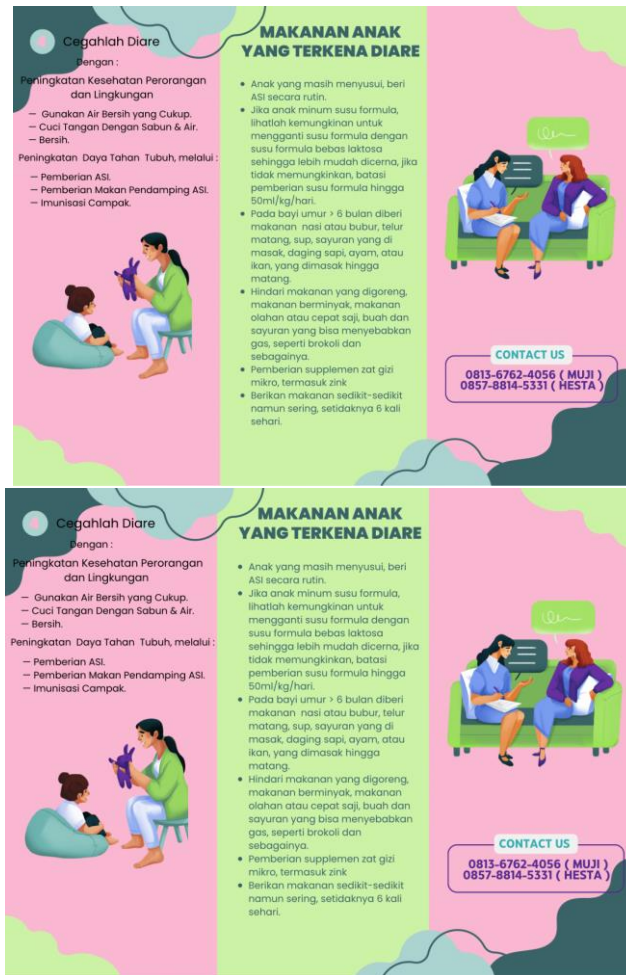 Cegahlah Diare
Dengan :
Peningkatan Kesehatan Perorangan
dan Lingkungan
— Gunakan Air Bersih yang Cukup.
— Cuci Tangan Dengan Sabun & Air.
— Bersih.
Peningkatan Daya Tahan Tubuh, melalui :
— Pemberian ASI.
— Pemberian Makan Pendamping ASI.
— Imunisasi Campak.
MAKANAN ANAK
YANG TERKENA DIARE
• Anak yang masih menyusui, beri
ASI secara rutin.
• Jika anak minum susu formula,
lihatlah kemungkinan untuk
mengganti susu formula dengan
susu formula bebas laktosa
sehingga lebih mudah dicerna, jika
tidak memungkinkan, batasi
pemberian susu formula hingga
50ml/kg/hari.
• Pada bayi umur > 6 bulan diberi
makanan nasi atau bubur, telur
matang, sup, sayuran yang di
masak, daging sapi, ayam, atau
ikan, yang dimasak hingga
matang.
• Hindari makanan yang digoreng,
makanan berminyak, makanan
olahan atau cepat saji, buah dan
sayuran yang bisa menyebabkan
gas, seperti brokoli dan
sebagainya.
• Pemberian supplemen zat gizi
mikro, termasuk zink
• Berikan makanan sedikit-sedikit
namun sering, setidaknya 6 kali
sehari.
CONTACT US
0813-6762-4056 ( MUJI )
0857-8814-5331 ( HESTA )
Cegahlah Diare
Dengan :
Peningkatan Kesehatan Perorangan
dan Lingkungan
— Gunakan Air Bersih yang Cukup.
— Cuci Tangan Dengan Sabun & Air.
— Bersih.
Peningkatan Daya Tahan Tubuh, melalui :
— Pemberian ASI.
— Pemberian Makan Pendamping ASI.
— Imunisasi Campak.
MAKANAN ANAK
YANG TERKENA DIARE
• Anak yang masih menyusui, beri
ASI secara rutin.
• Jika anak minum susu formula,
lihatlah kemungkinan untuk
mengganti susu formula dengan
susu formula bebas laktosa
sehingga lebih mudah dicerna, jika
tidak memungkinkan, batasi
pemberian susu formula hingga
50ml/kg/hari.
• Pada bayi umur > 6 bulan diberi
makanan nasi atau bubur, telur
matang, sup, sayuran yang di
masak, daging sapi, ayam, atau
ikan, yang dimasak hingga
matang.
• Hindari makanan yang digoreng,
makanan berminyak, makanan
olahan atau cepat saji, buah dan
sayuran yang bisa menyebabkan
gas, seperti brokoli dan
sebagainya.
• Pemberian supplemen zat gizi
mikro, termasuk zink
• Berikan makanan sedikit-sedikit
namun sering, setidaknya 6 kali
sehari.
CONTACT US
0813-6762-4056 ( MUJI )
0857-8814-5331 ( HESTA )